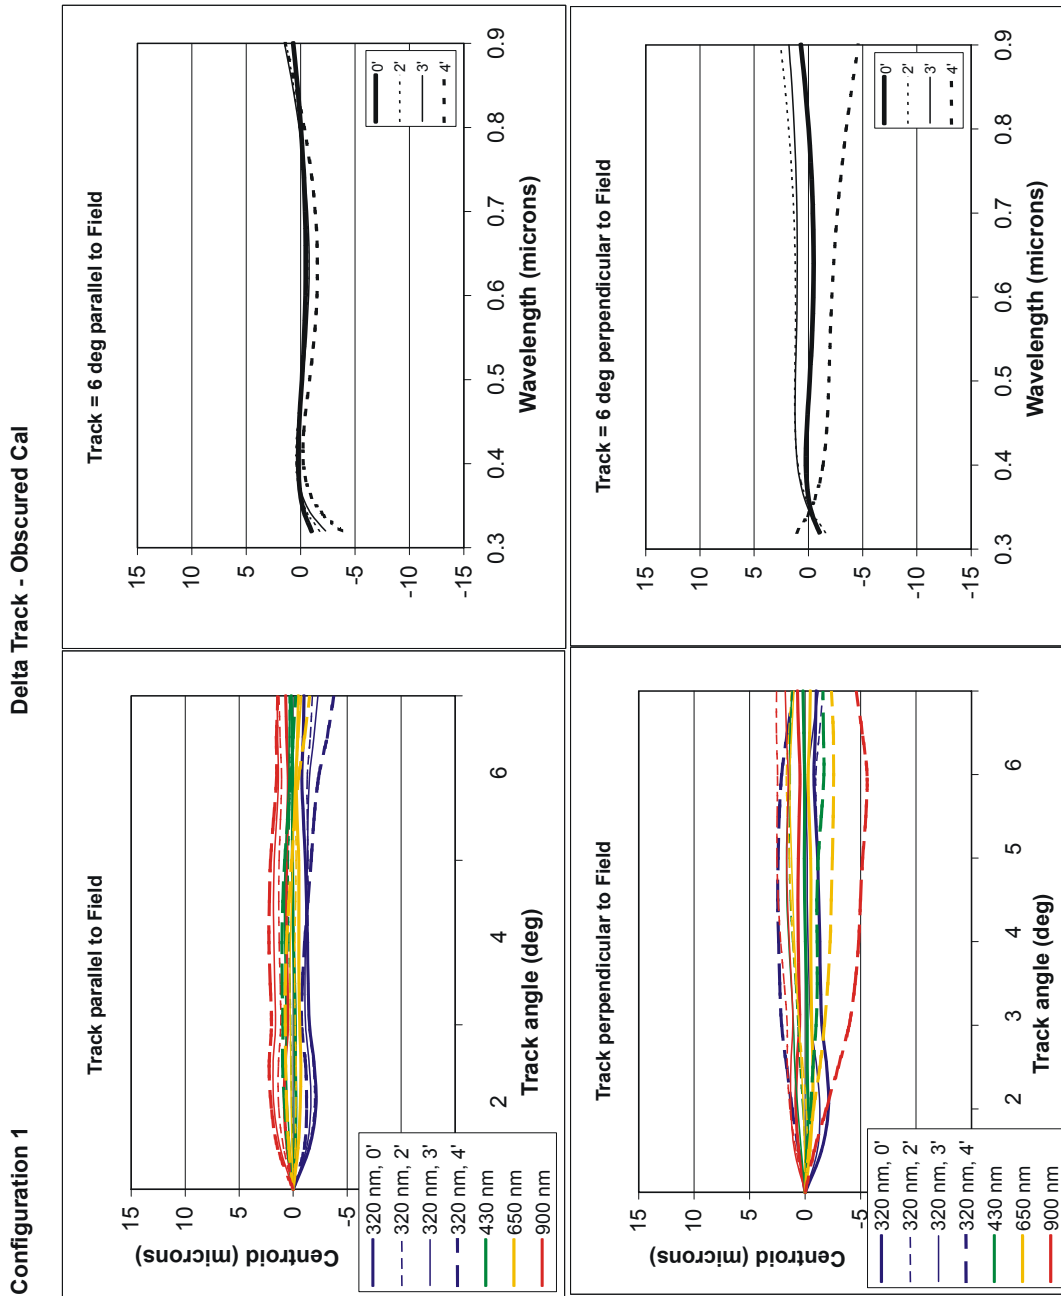 Configuration 1
Delta Track - Obscured Cal
Track parallel to Field
15
10
5
0
-5
Centroid (microns)
2
4
6
Track angle (deg)
320 nm, 0'
320 nm, 2'
320 nm, 3'
320 nm, 4'
430 nm
650 nm
900 nm
Track = 6 deg parallel to Field
15
10
5
0
-5
-10
-15
0.3
0.4
0.5
0.6
0.7
0.8
0.9
Wavelength (microns)
0'
2'
3'
4'
Track perpendicular to Field
15
10
5
0
-5
Centroid (microns)
2
3
4
5
6
Track angle (deg)
320 nm, 0'
320 nm, 2'
320 nm, 3'
320 nm, 4'
430 nm
650 nm
900 nm
Track = 6 deg perpendicular to Field
15
10
5
0
-5
-10
-15
0.3
0.4
0.5
0.6
0.7
0.8
0.9
Wavelength (microns)
0'
2'
3'
4'